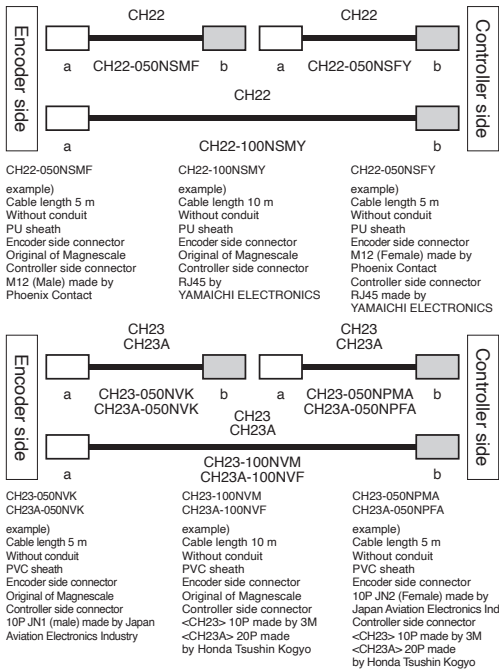 CH22
CH22
Encoder side
Controller side
a
CH22-050NSMF
b
a
CH22-050NSFY
b
CH22
a
CH22-100NSMY
b
CH22-050NSMF
example)
Cable length 5 m
Without conduit
PU sheath
Encoder side connector
Original of Magnescale
Controller side connector
M12 (Male) made by
Phoenix Contact
CH22-100NSMY
example)
Cable length 10 m
Without conduit
PU sheath
Encoder side connector
Original of Magnescale
Controller side connector
RJ45 by
YAMAICHI ELECTRONICS
CH22-050NSFY
example)
Cable length 5 m
Without conduit
PU sheath
Encoder side connector
M12 (Female) made by
Phoenix Contact
Controller side connector
RJ45 made by
YAMAICHI ELECTRONICS
CH23
CH23A
CH23
CH23A
Encoder side
Controller side
a
CH23-050NVK
CH23A-050NVK
b
a
CH23-050NPMA
CH23A-050NPFA
b
CH23
CH23A
a
CH23-100NVM
CH23A-100NVF
b
CH23-050NVK
CH23A-050NVK
example)
Cable length 5 m
Without conduit
PVC sheath
Encoder side connector
Original of Magnescale
Controller side connector
10P JN1 (male) made by Japan
Aviation Electronics Industry
CH23-100NVM
CH23A-100NVF
example)
Cable length 10 m
Without conduit
PVC sheath
Encoder side connector
Original of Magnescale
Controller side connector
<CH23> 10P made by 3M
<CH23A> 20P made
by Honda Tsushin Kogyo
CH23-050NPMA
CH23A-050NPFA
example)
Cable length 5 m
Without conduit
PVC sheath
Encoder side connector
10P JN2 (Female) made by
Japan Aviation Electronics Ind
Controller side connector
<CH23> 10P made by 3M
<CH23A> 20P made
by Honda Tsushin Kogyo